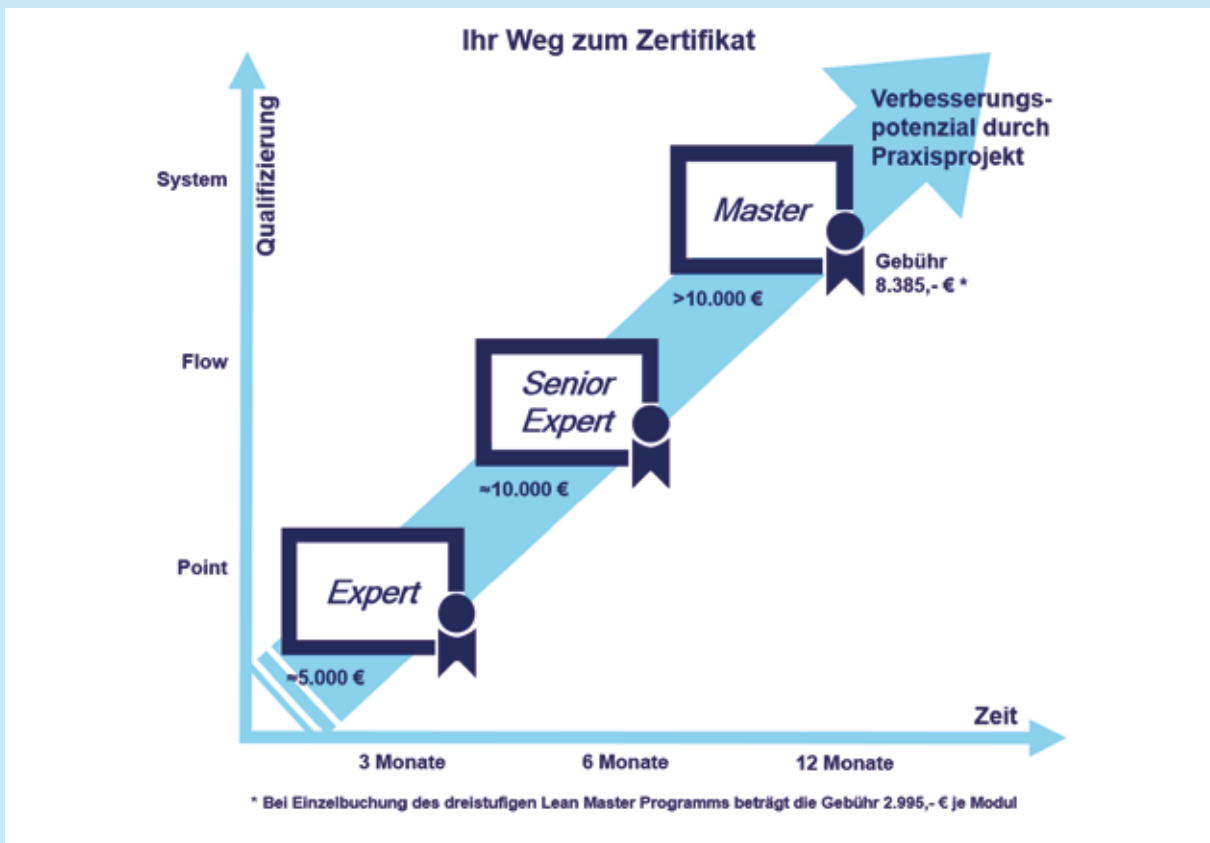 Ihr Weg zum Zertifikat
Qualifizierung
Verbesserungs-
potenzial durch
Praxisprojekt
System
Master
Gebühr
8.385,- € *
>10.000 €
Flow
Senior
Expert
≈10.000 €
Point
Expert
≈5.000 €
Zeit
3 Monate
6 Monate
12 Monate
* Bei Einzelbuchung des dreistufigen Lean Master Programms beträgt die Gebühr 2.995,- € je Modul